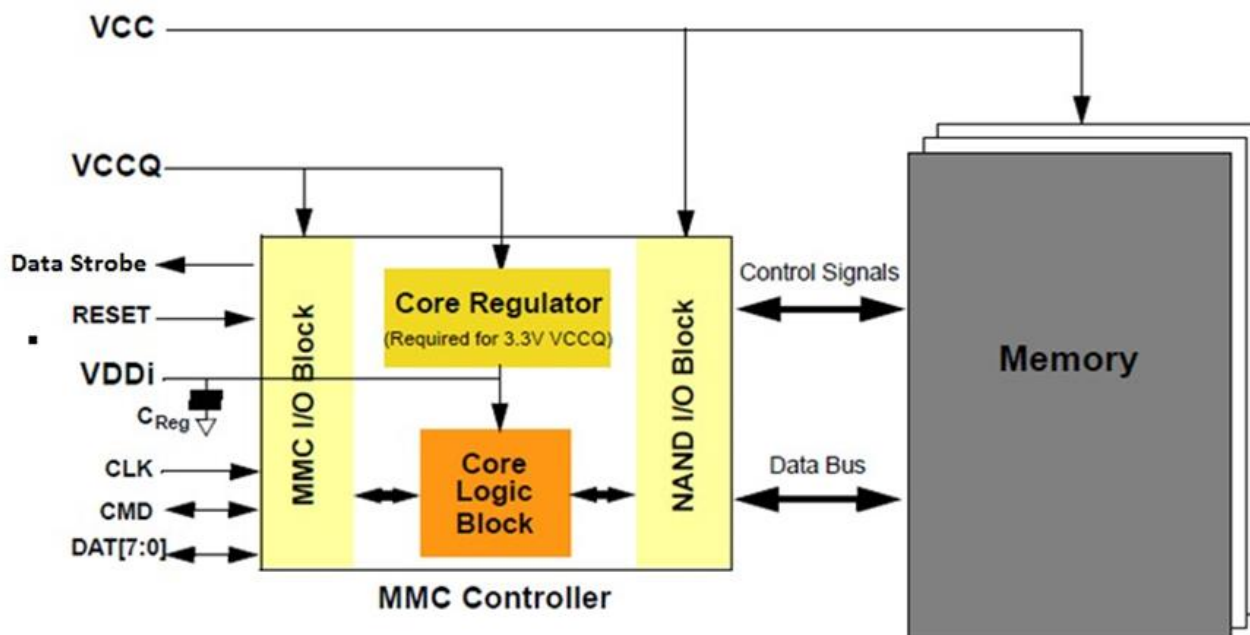 VCC
VCCQ
Data Strobe
RESET
VDDi
CReg
CLK
CMD
DAT[7:0]
MMC I/O Block
Core Regulator
(Required for 3.3V VCCQ)
Core
Logic
Block
NAND I/O Block
MMC Controller
Control Signals
Data Bus
Memory